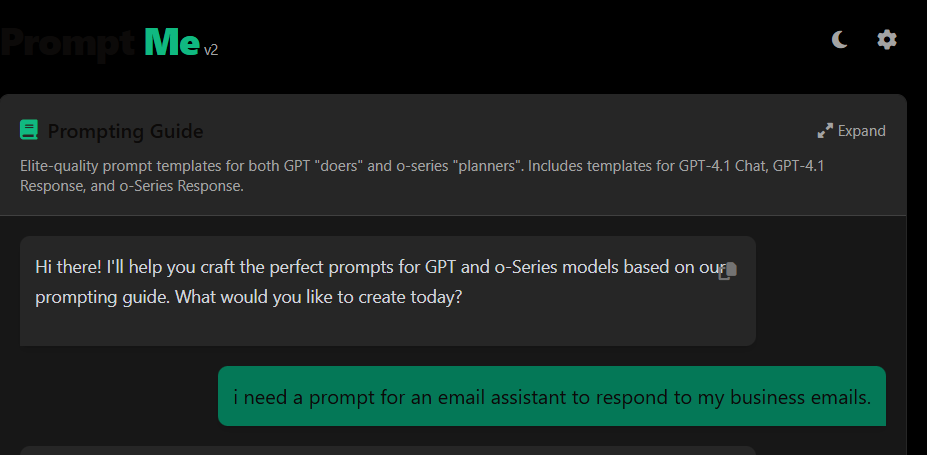 Prompt Me v2
Prompting Guide
Expand
Elite-quality prompt templates for both GPT "doers" and o-series "planners". Includes templates for GPT-4.1 Chat, GPT-4.1
Response, and o-Series Response.
Hi there! I'll help you craft the perfect prompts for GPT and o-Series models based on our
prompting guide. What would you like to create today?
i need a prompt for an email assistant to respond to my business emails.